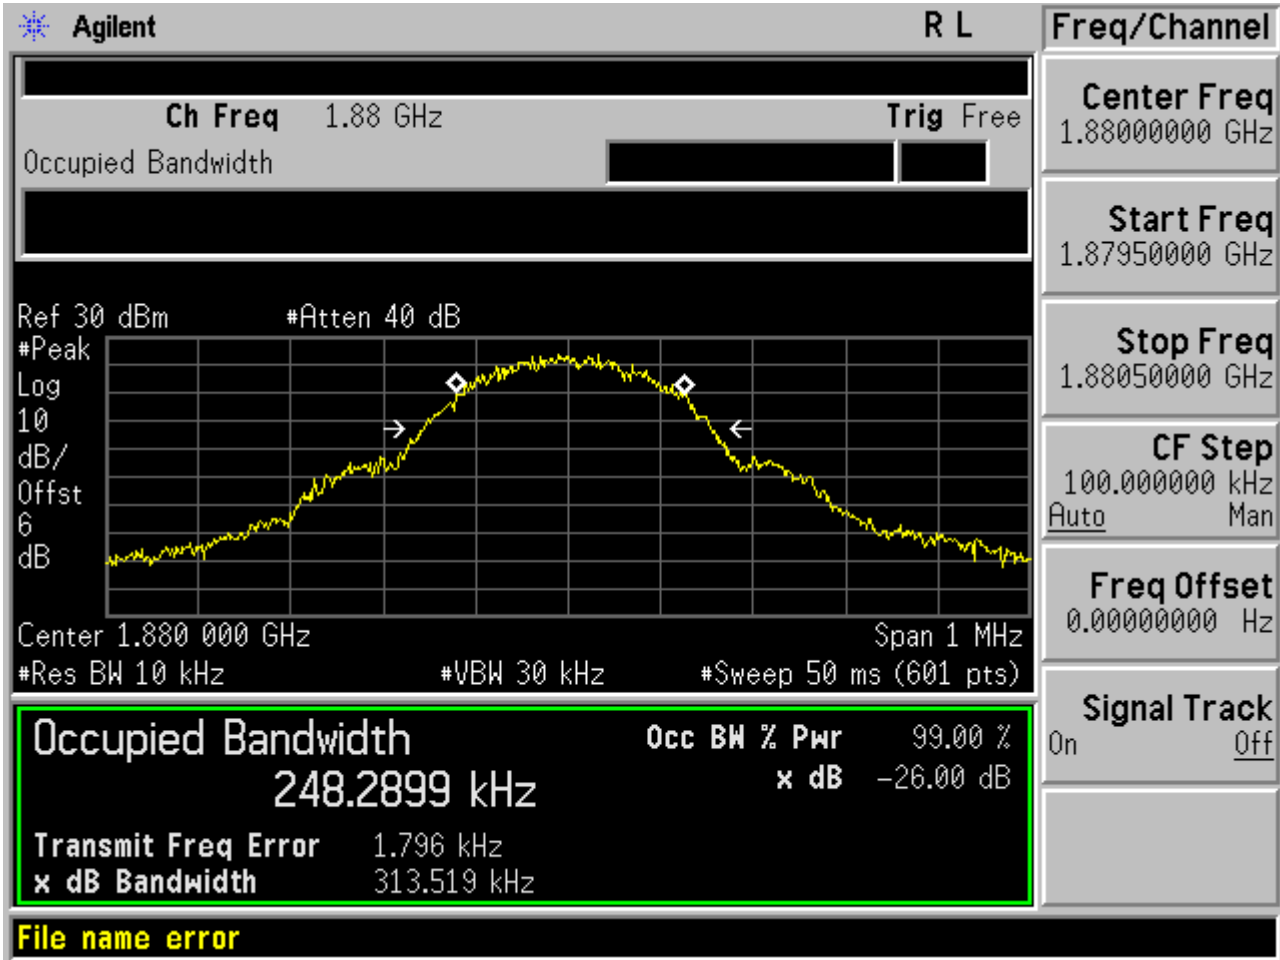 Agilent R L Freq/Channel
Ch Freq 1.88 GHz Trig Free
Occupied Bandwidth
Center Freq
1.88000000 GHz
Start Freq
1.87950000 GHz
Stop Freq
1.88050000 GHz
CF Step
100.000000 kHz
Auto Man
Freq Offset
0.00000000 Hz
Signal Track
On Off
Ref 30 dBm #Atten 40 dB
#Peak
Log
10
dB/
Offst
6
dB
Center 1.880 000 GHz Span 1 MHz
#Res BW 10 kHz #VBW 30 kHz #Sweep 50 ms (601 pts)
Occupied Bandwidth Occ BW % Pwr 99.00 %
248.2899 kHz x dB -26.00 dB
Transmit Freq Error 1.796 kHz
x dB Bandwidth 313.519 kHz
File name error